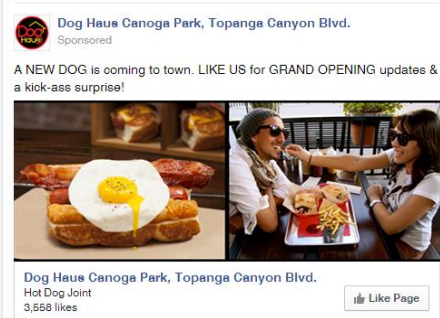 Dog Haus
Dog Haus Canoga Park, Topanga Canyon Blvd.
Sponsored
A NEW DOG is coming to town. LIKE US for GRAND OPENING updates &
a kick-ass surprise!
Dog Haus Canoga Park, Topanga Canyon Blvd.
Hot Dog Joint
3,558 likes
Like Page